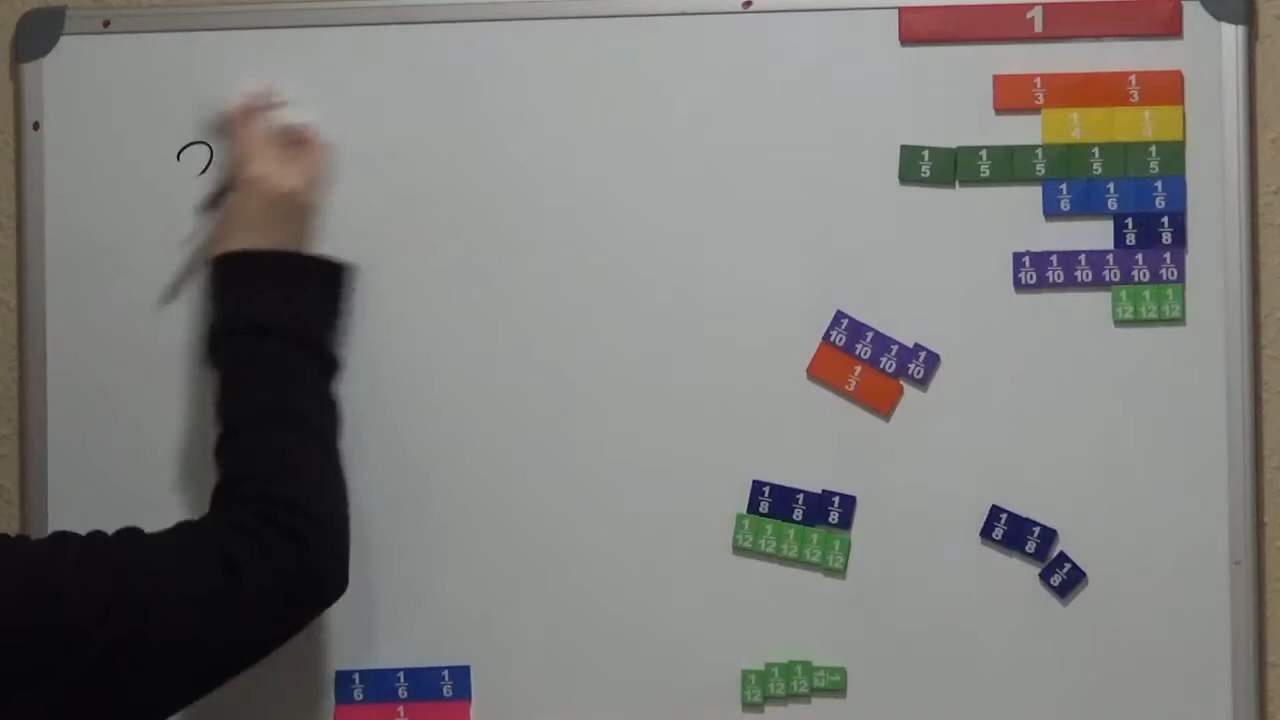 1
1/3 1/3
1/4 1/4
1/5 1/5 1/5 1/5 1/5
1/6 1/6 1/6
1/8 1/8
1/10 1/10 1/10 1/10 1/10 1/10
1/12 1/12 1/12
1/10 1/10 1/10 1/10
1/3
1/8 1/8 1/8
1/12 1/12 1/12 1/12 1/12
1/8 1/8 1/8
1/12 1/12 1/12 1/12
1/6 1/6 1/6